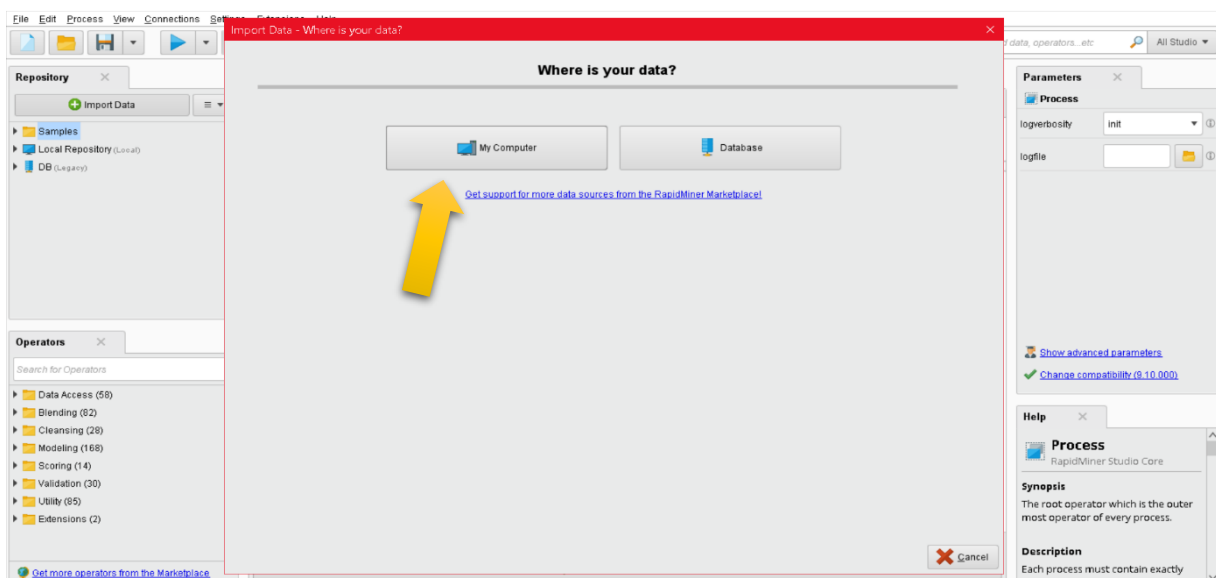 File Edit Process View Connections Settings Extensions Help
Import Data - Where is your data?
data, operators...etc
All Studio
Repository
Import Data
Samples
Local Repository (Local)
DB (Legacy)
Where is your data?
My Computer
Database
Get support for more data sources from the RapidMiner Marketplace!
Parameters
Process
logverbosity
init
logfile
Show advanced parameters
Change compatibility (9.10.000)
Operators
Search for Operators
Data Access (58)
Blending (82)
Cleansing (28)
Modeling (168)
Scoring (14)
Validation (30)
Utility (85)
Extensions (2)
Get more operators from the Marketplace
Cancel
Help
Process
RapidMiner Studio Core
Synopsis
The root operator which is the outer
most operator of every process.
Description
Each process must contain exactly